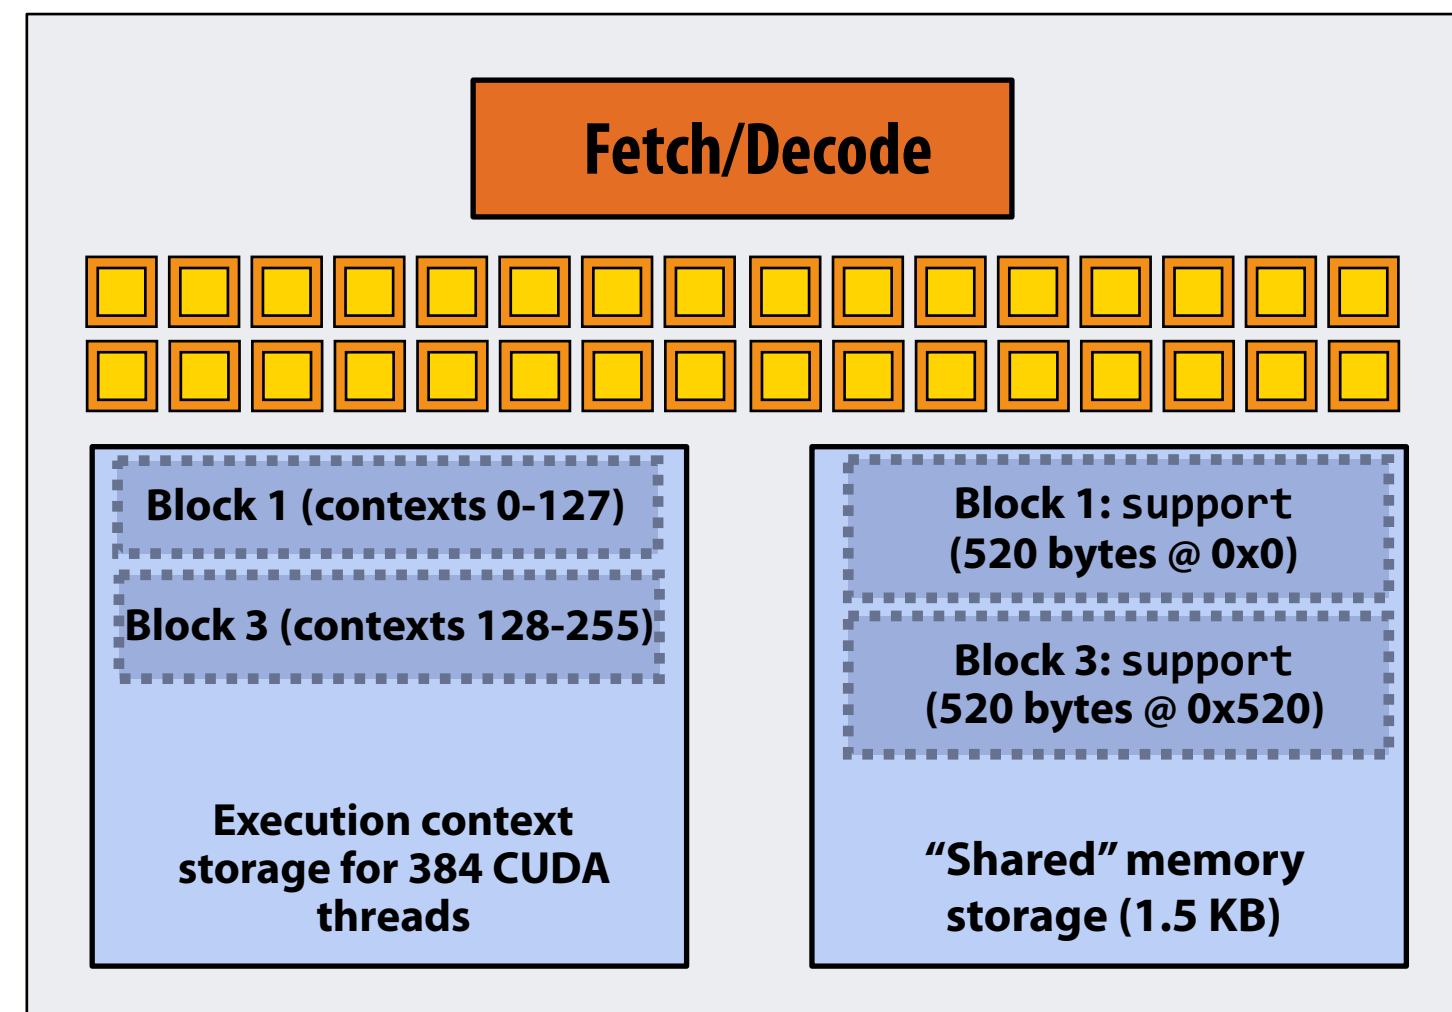 Fetch/Decode
Block 1 (contexts 0-127)
Block 3 (contexts 128-255)
Execution context
storage for 384 CUDA
threads
Block 1: support
(520 bytes @ 0x0)
Block 3: support
(520 bytes @ 0x520)
“Shared” memory
storage (1.5 KB)